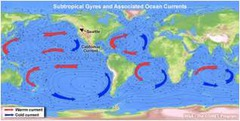 Subtropical Gyres and Associated Ocean Currents
Seattle
California
Current
Warm current
Cold current